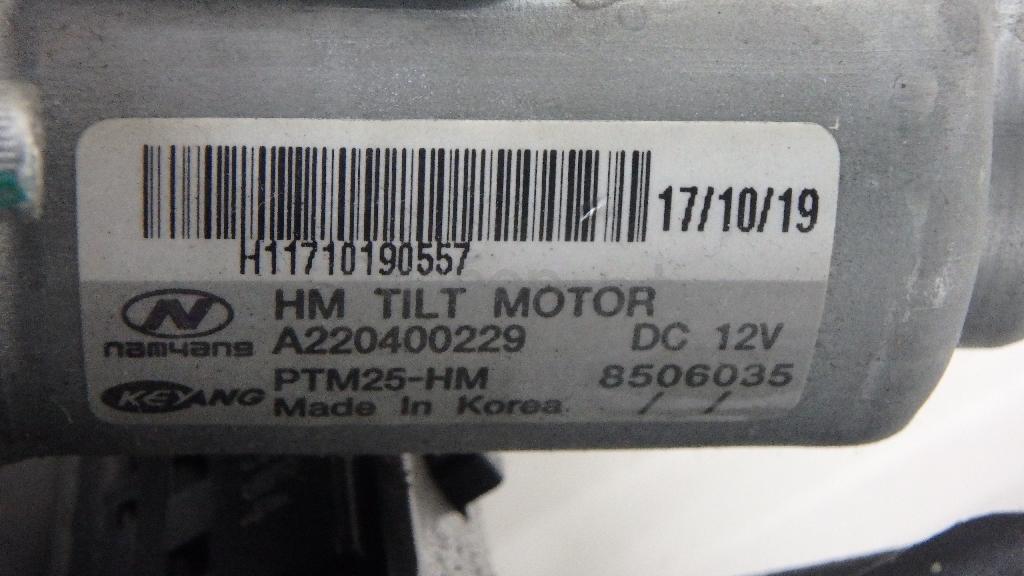 17/10/19
H11710190557
HM TILT MOTOR
namyang A220400229 DC 12V
PTM25-HM 8506035
KEYANG Made In Korea / /